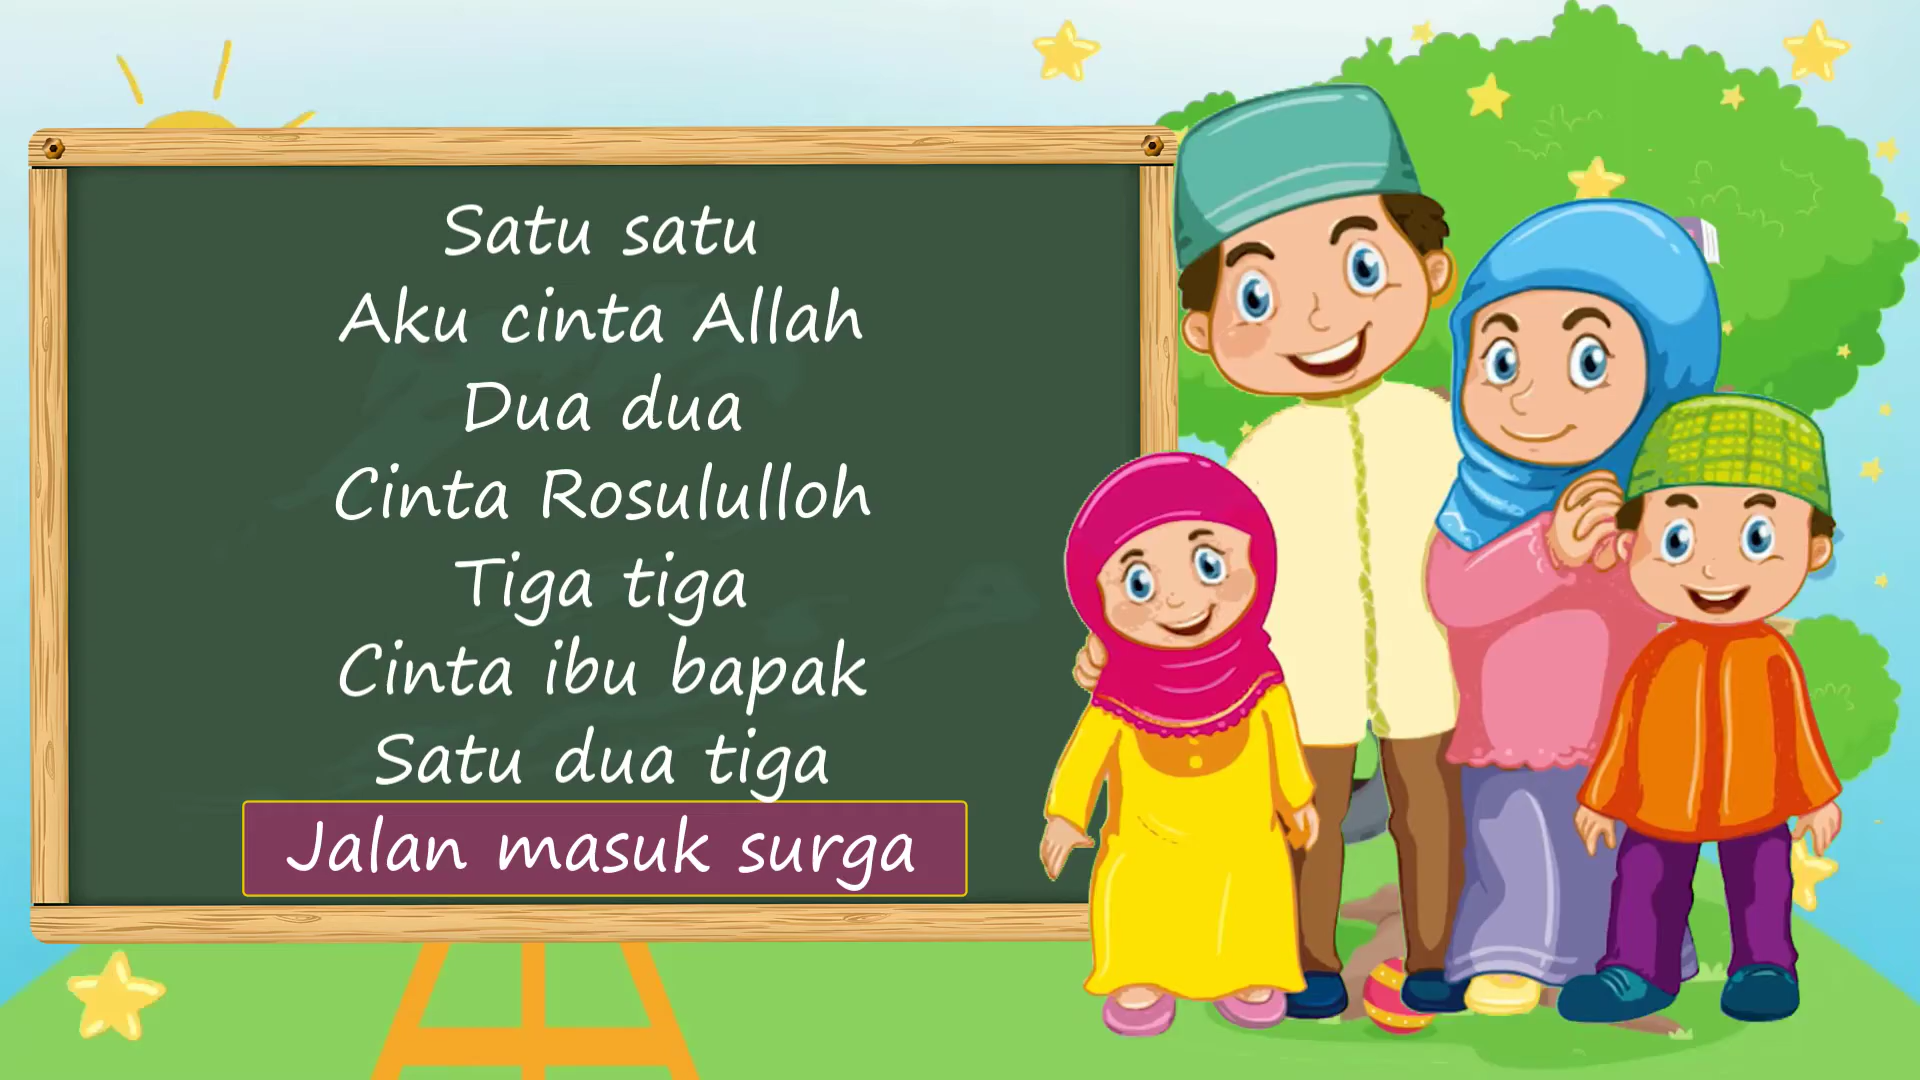 Satu satu
Aku cinta Allah
Dua dua
Cinta Rosululloh
Tiga tiga
Cinta ibu bapak
Satu dua tiga
Jalan masuk surga